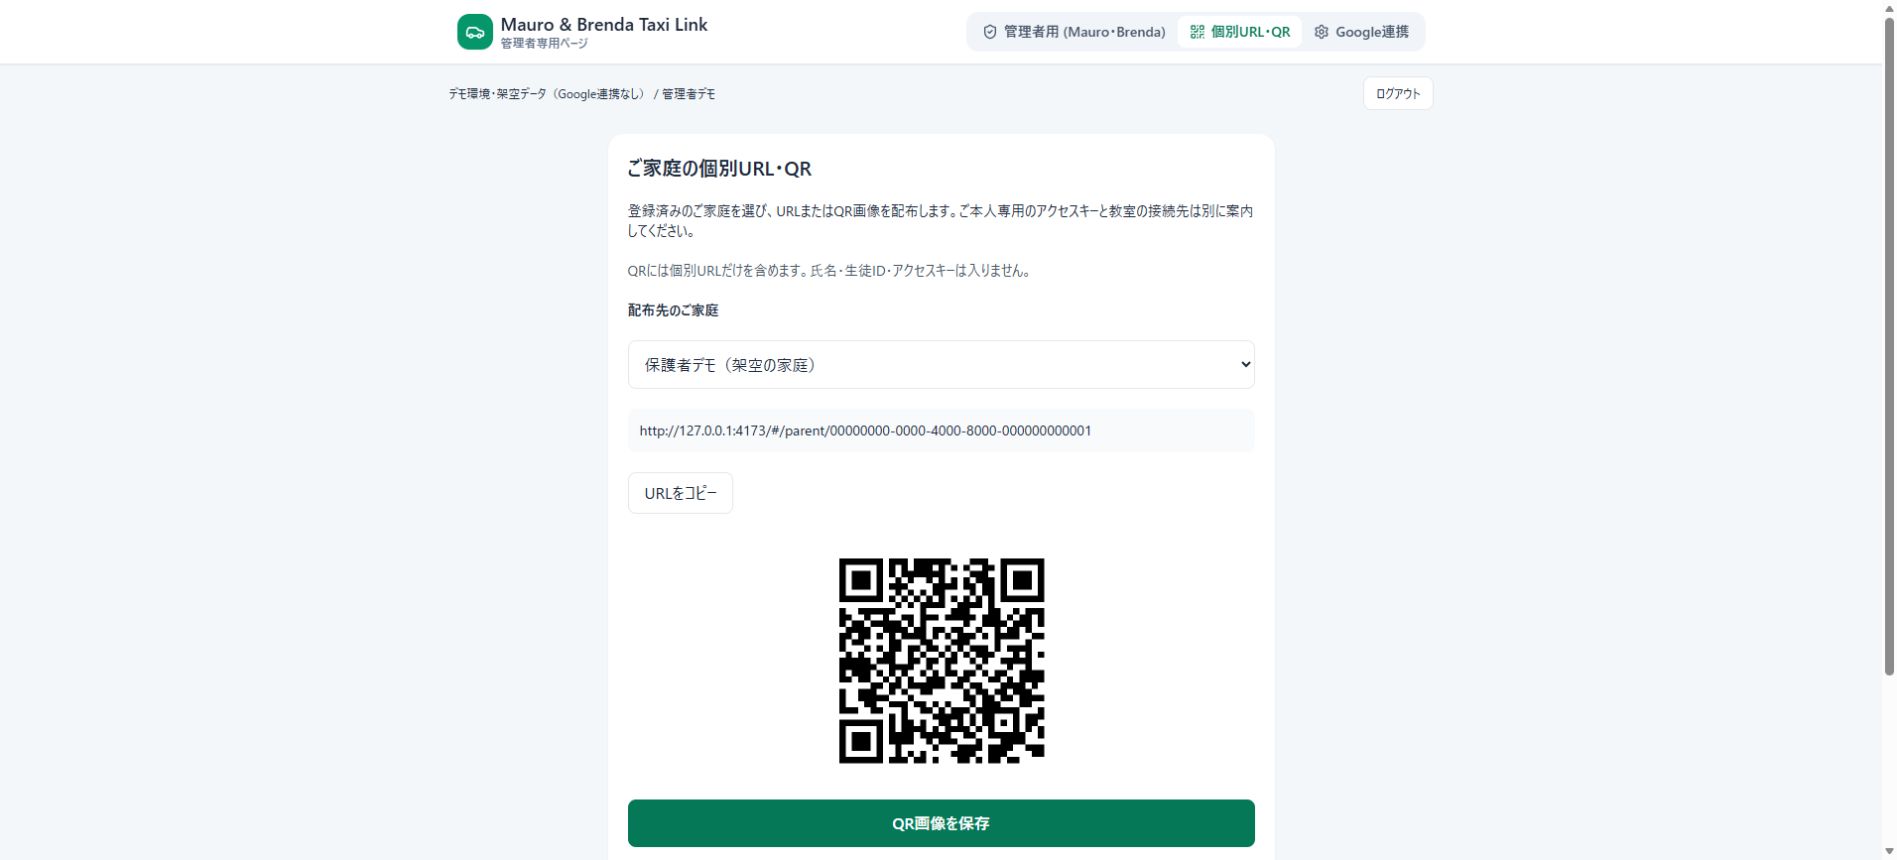 Mauro & Brenda Taxi Link
管理者専用ページ
管理者用 (Mauro・Brenda)
個別URL・QR
Google連携
デモ環境・架空データ（Google連携なし） / 管理者デモ
ログアウト
ご家庭の個別URL・QR
登録済みのご家庭を選び、URLまたはQR画像を配布します。ご本人専用のアクセスキーと教室の接続先は別に案内
してください。
QRには個別URLだけを含めます。氏名・生徒ID・アクセスキーは入りません。
配布先のご家庭
保護者デモ（架空の家庭）
http://127.0.0.1:4173/#/parent/00000000-0000-4000-8000-000000000001
URLをコピー
QR画像を保存